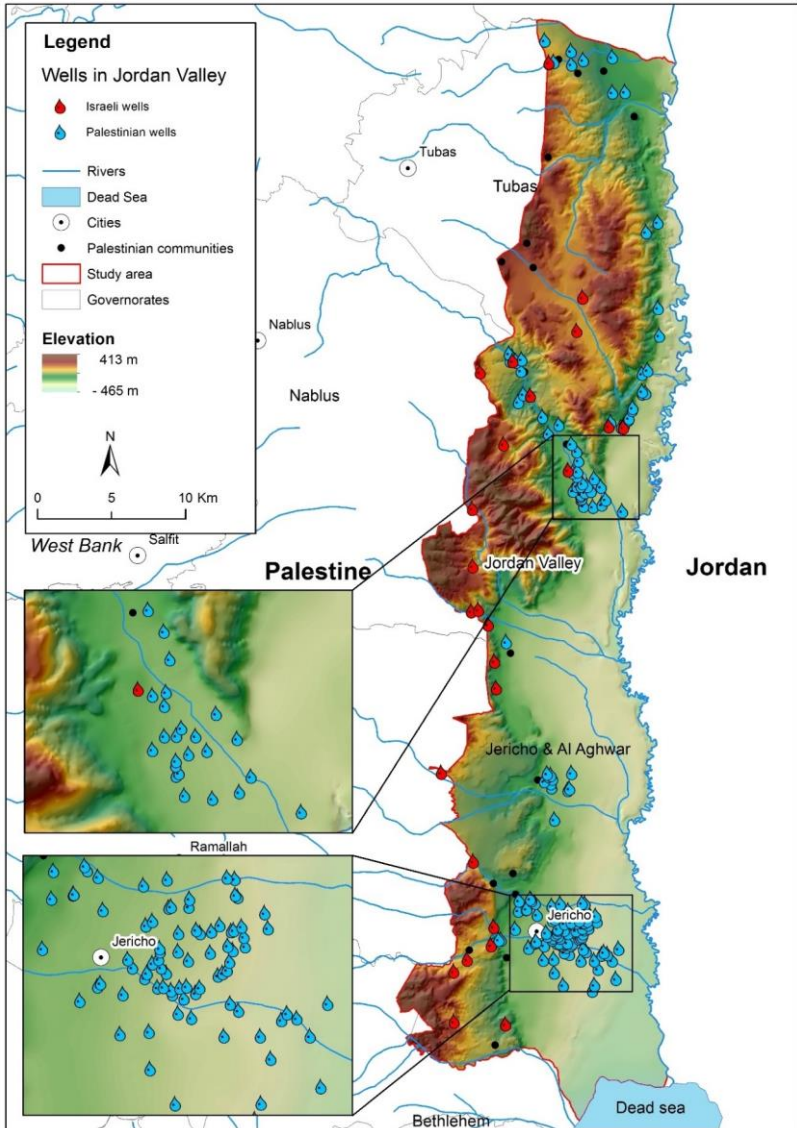 Legend
Wells in Jordan Valley
Israeli wells
Palestinian wells
Rivers
Dead Sea
Cities
Palestinian communities
Study area
Governorates
Elevation
413 m
- 465 m
N
0 5 10 Km
Tubas
Tubas
Nablus
Nablus
West Bank
Salfit
Palestine
Jordan Valley
Jordan
Jericho & Al Aghwar
Ramallah
Jericho
Jericho
Dead sea
Bethlehem